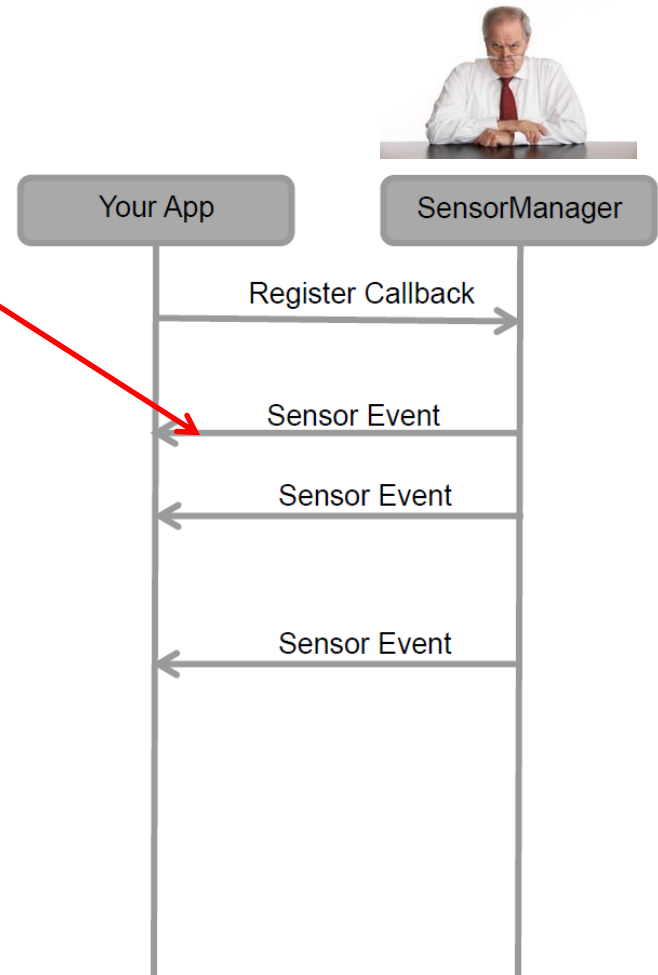 Your App
SensorManager
Register Callback
Sensor Event
Sensor Event
Sensor Event